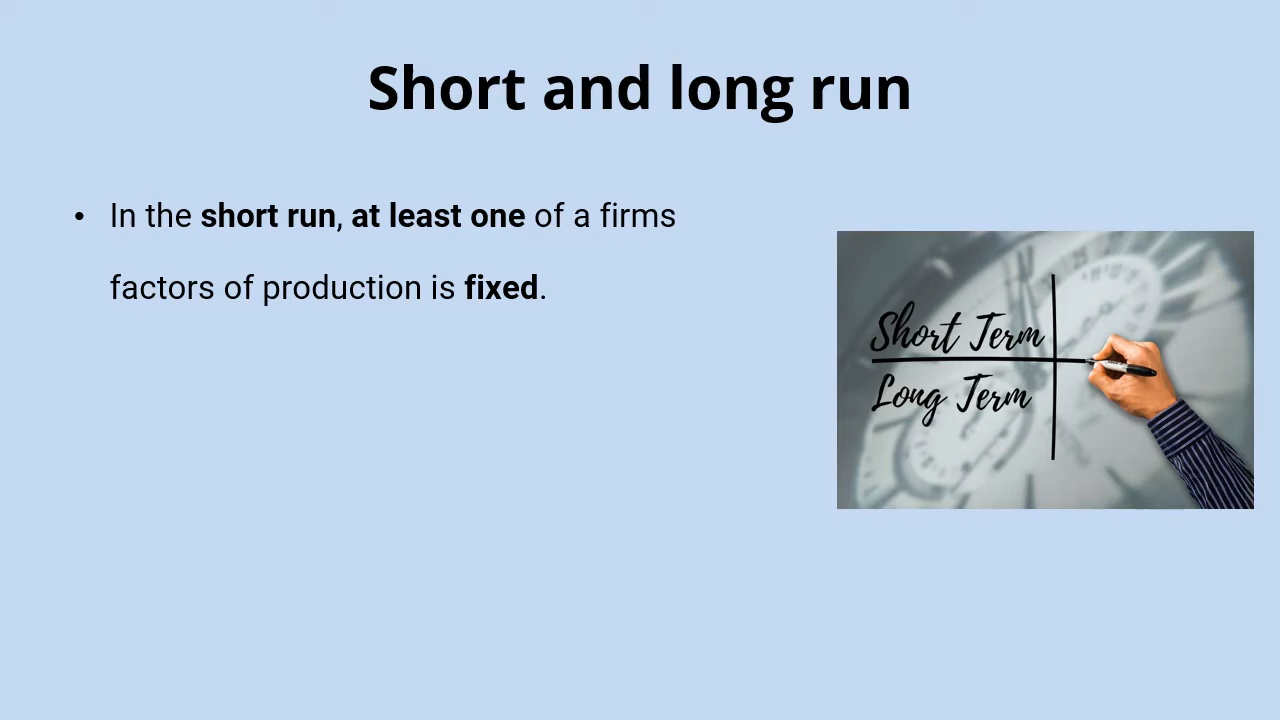 Short and long run
• In the short run, at least one of a firms
factors of production is fixed.
Short Term
Long Term